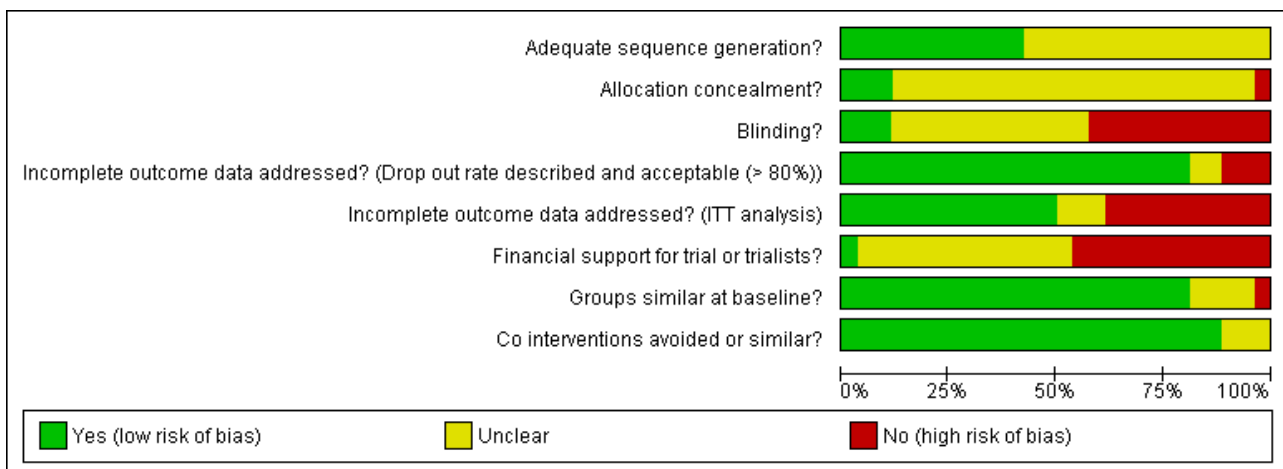 Adequate sequence generation?
Allocation concealment?
Blinding?
Incomplete outcome data addressed? (Drop out rate described and acceptable (> 80%))
Incomplete outcome data addressed? (ITT analysis)
Financial support for trial or trialists?
Groups similar at baseline?
Co interventions avoided or similar?
0% 25% 50% 75% 100%
Yes (low risk of bias) Unclear No (high risk of bias)